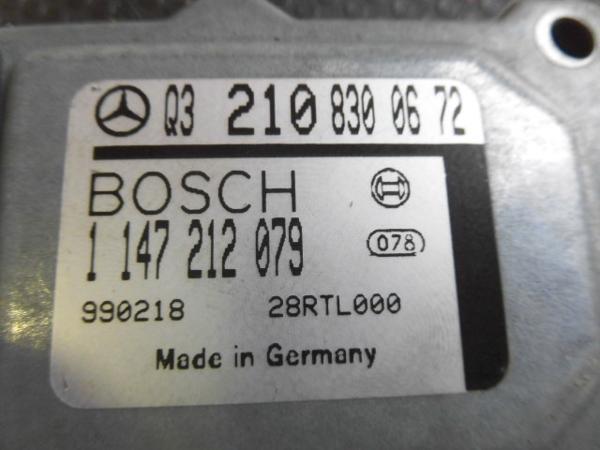 Q3 210 830 06 72
BOSCH
1 147 212 079
078
990218 28RTL000
Made in Germany